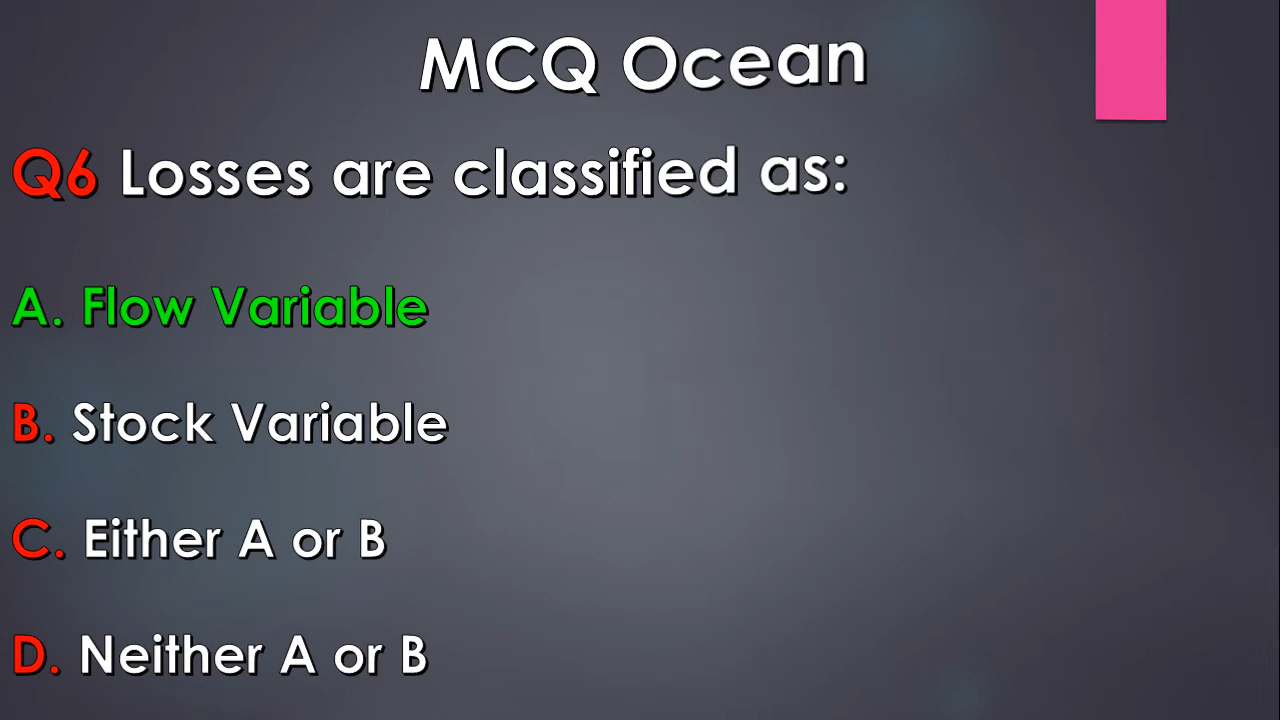 MCQ Ocean
Q6 Losses are classified as:
A. Flow Variable
B. Stock Variable
C. Either A or B
D. Neither A or B